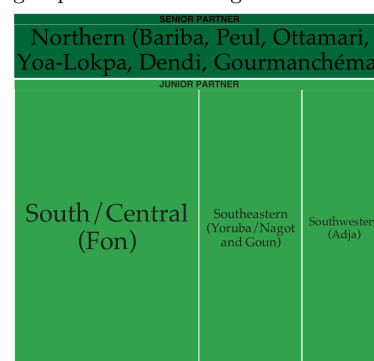 SENIOR PARTNER
Northern (Bariba, Peul, Ottamari,
Yoa-Lokpa, Dendi, Gourmanchéma
JUNIOR PARTNER
South/Central
(Fon)
Southeastern
(Yoruba/Nagot
and Goun)
Southwestern
(Adja)